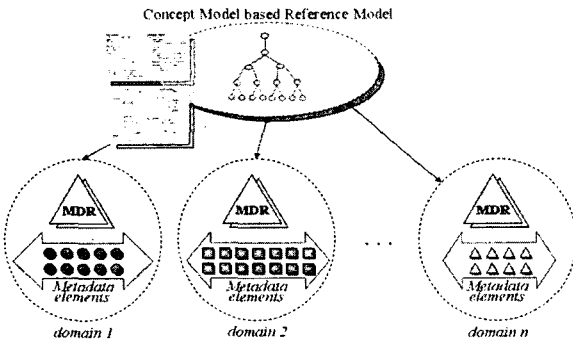 Concept Model based Reference Model
MDR
Metadata
elements
domain 1
MDR
Metadata
elements
domain 2
. . .
MDR
Metadata
elements
domain n